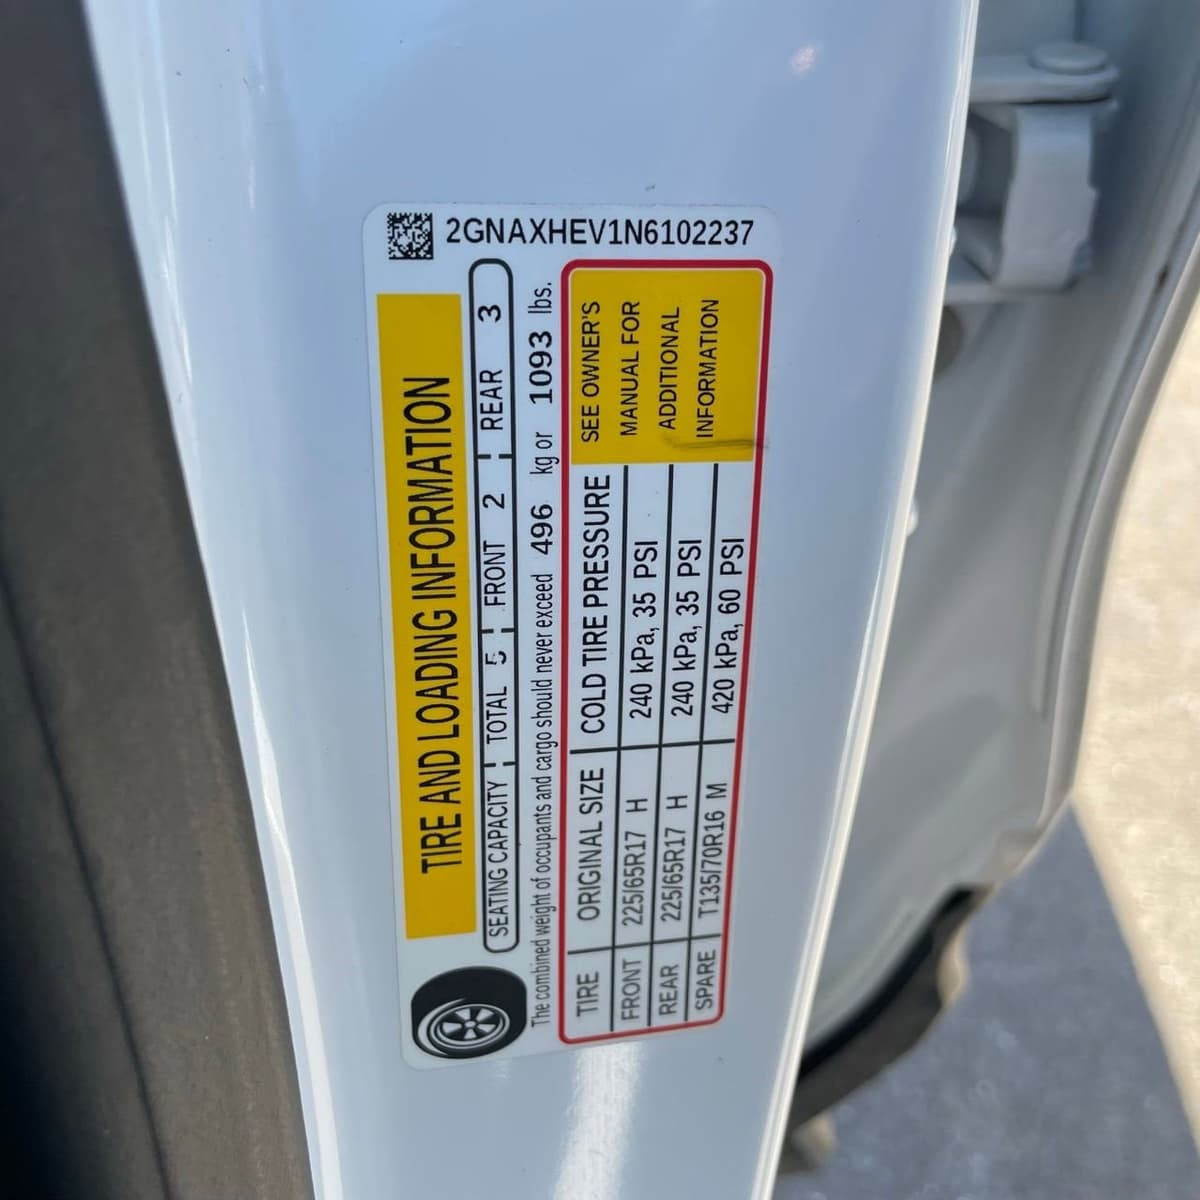 2GNAXHEV1N6102237
TIRE AND LOADING INFORMATION
SEATING CAPACITY TOTAL 5 FRONT 2 REAR 3
The combined weight of occupants and cargo should never exceed 496 kg or 1093 lbs.
TIRE ORIGINAL SIZE COLD TIRE PRESSURE
FRONT 225/65R17 H 240 kPa, 35 PSI
REAR 225/65R17 H 240 kPa, 35 PSI
SPARE T135/70R16 M 420 kPa, 60 PSI
SEE OWNER'S
MANUAL FOR
ADDITIONAL
INFORMATION